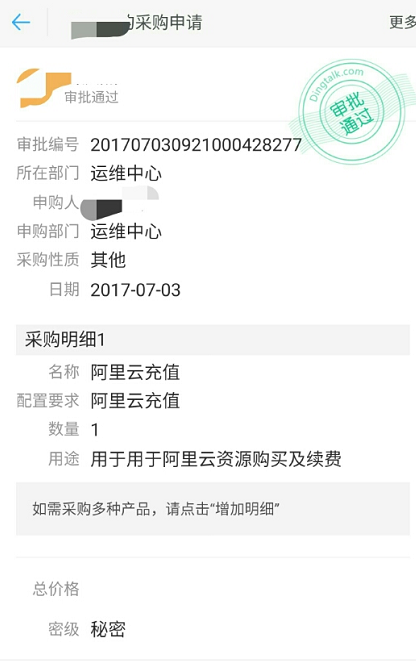 的采购申请
更多
审批通过
Dingtalk.com
审批
通过
审批编号 201707030921000428277
所在部门 运维中心
申购人
申购部门 运维中心
采购性质 其他
日期 2017-07-03
采购明细1
名称 阿里云充值
配置要求 阿里云充值
数量 1
用途 用于用于阿里云资源购买及续费
如需采购多种产品，请点击“增加明细”
总价格
密级 秘密